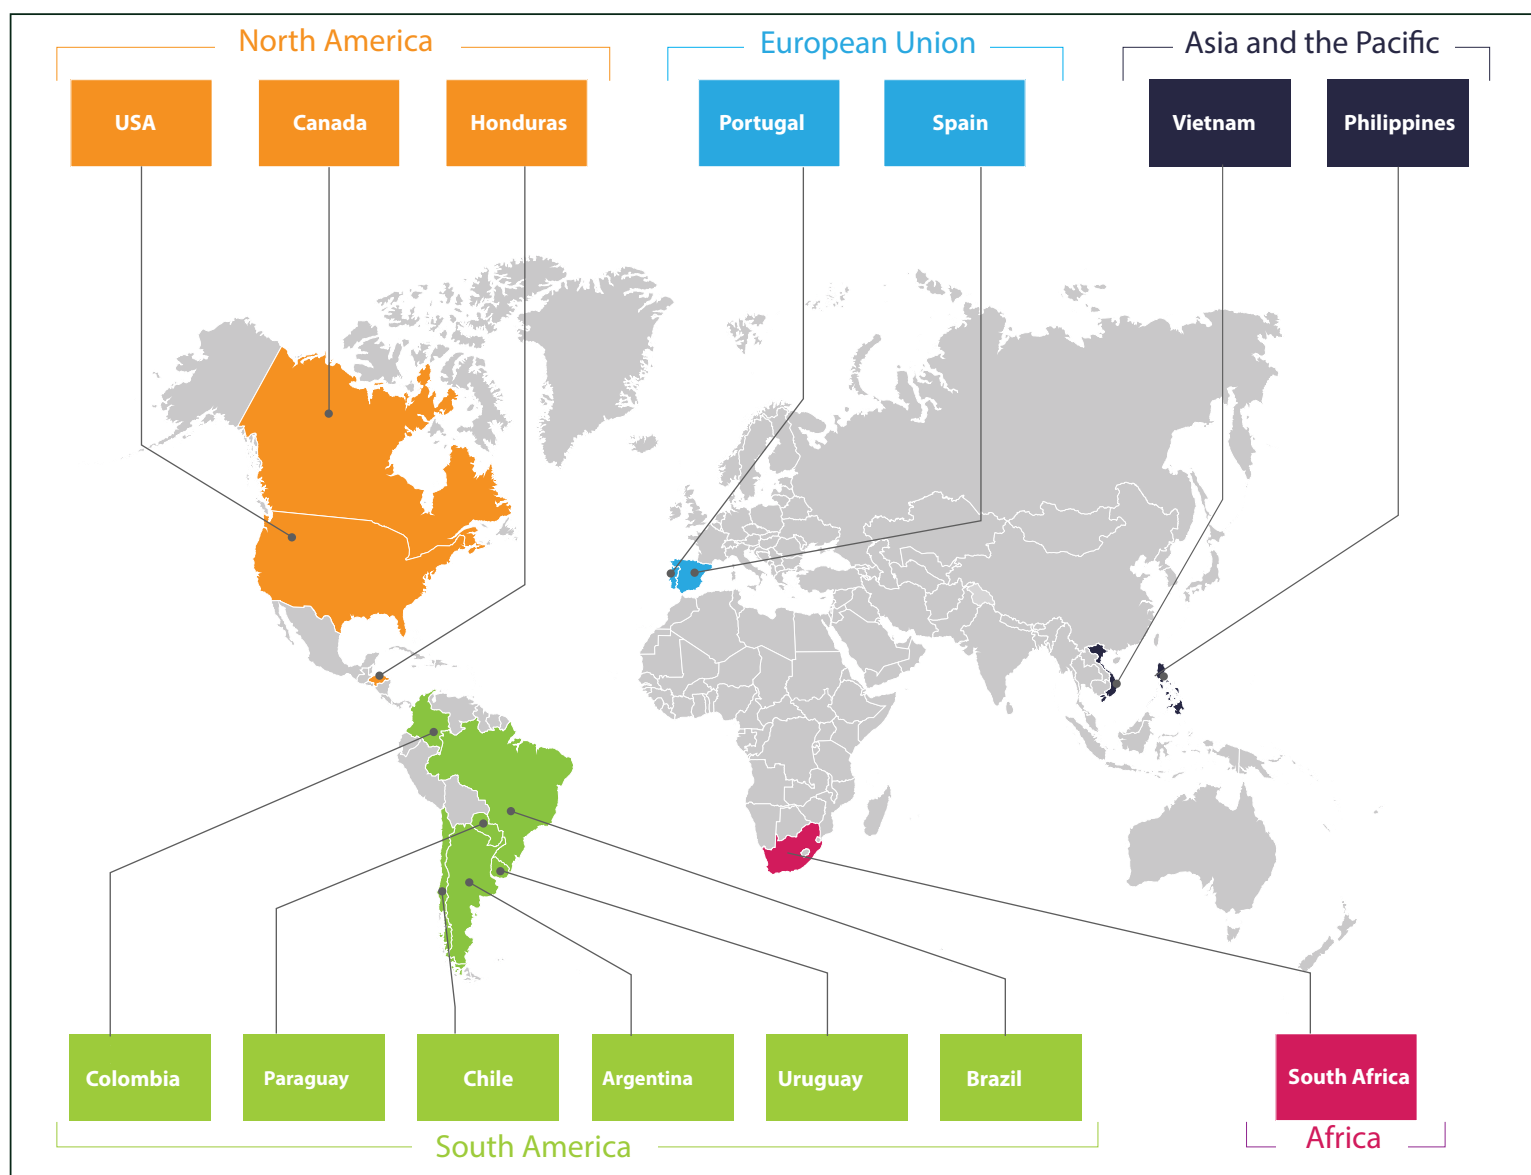 North America
European Union
Asia and the Pacific
USA
Canada
Honduras
Portugal
Spain
Vietnam
Philippines
Colombia
Paraguay
Chile
Argentina
Uruguay
Brazil
South Africa
South America
Africa